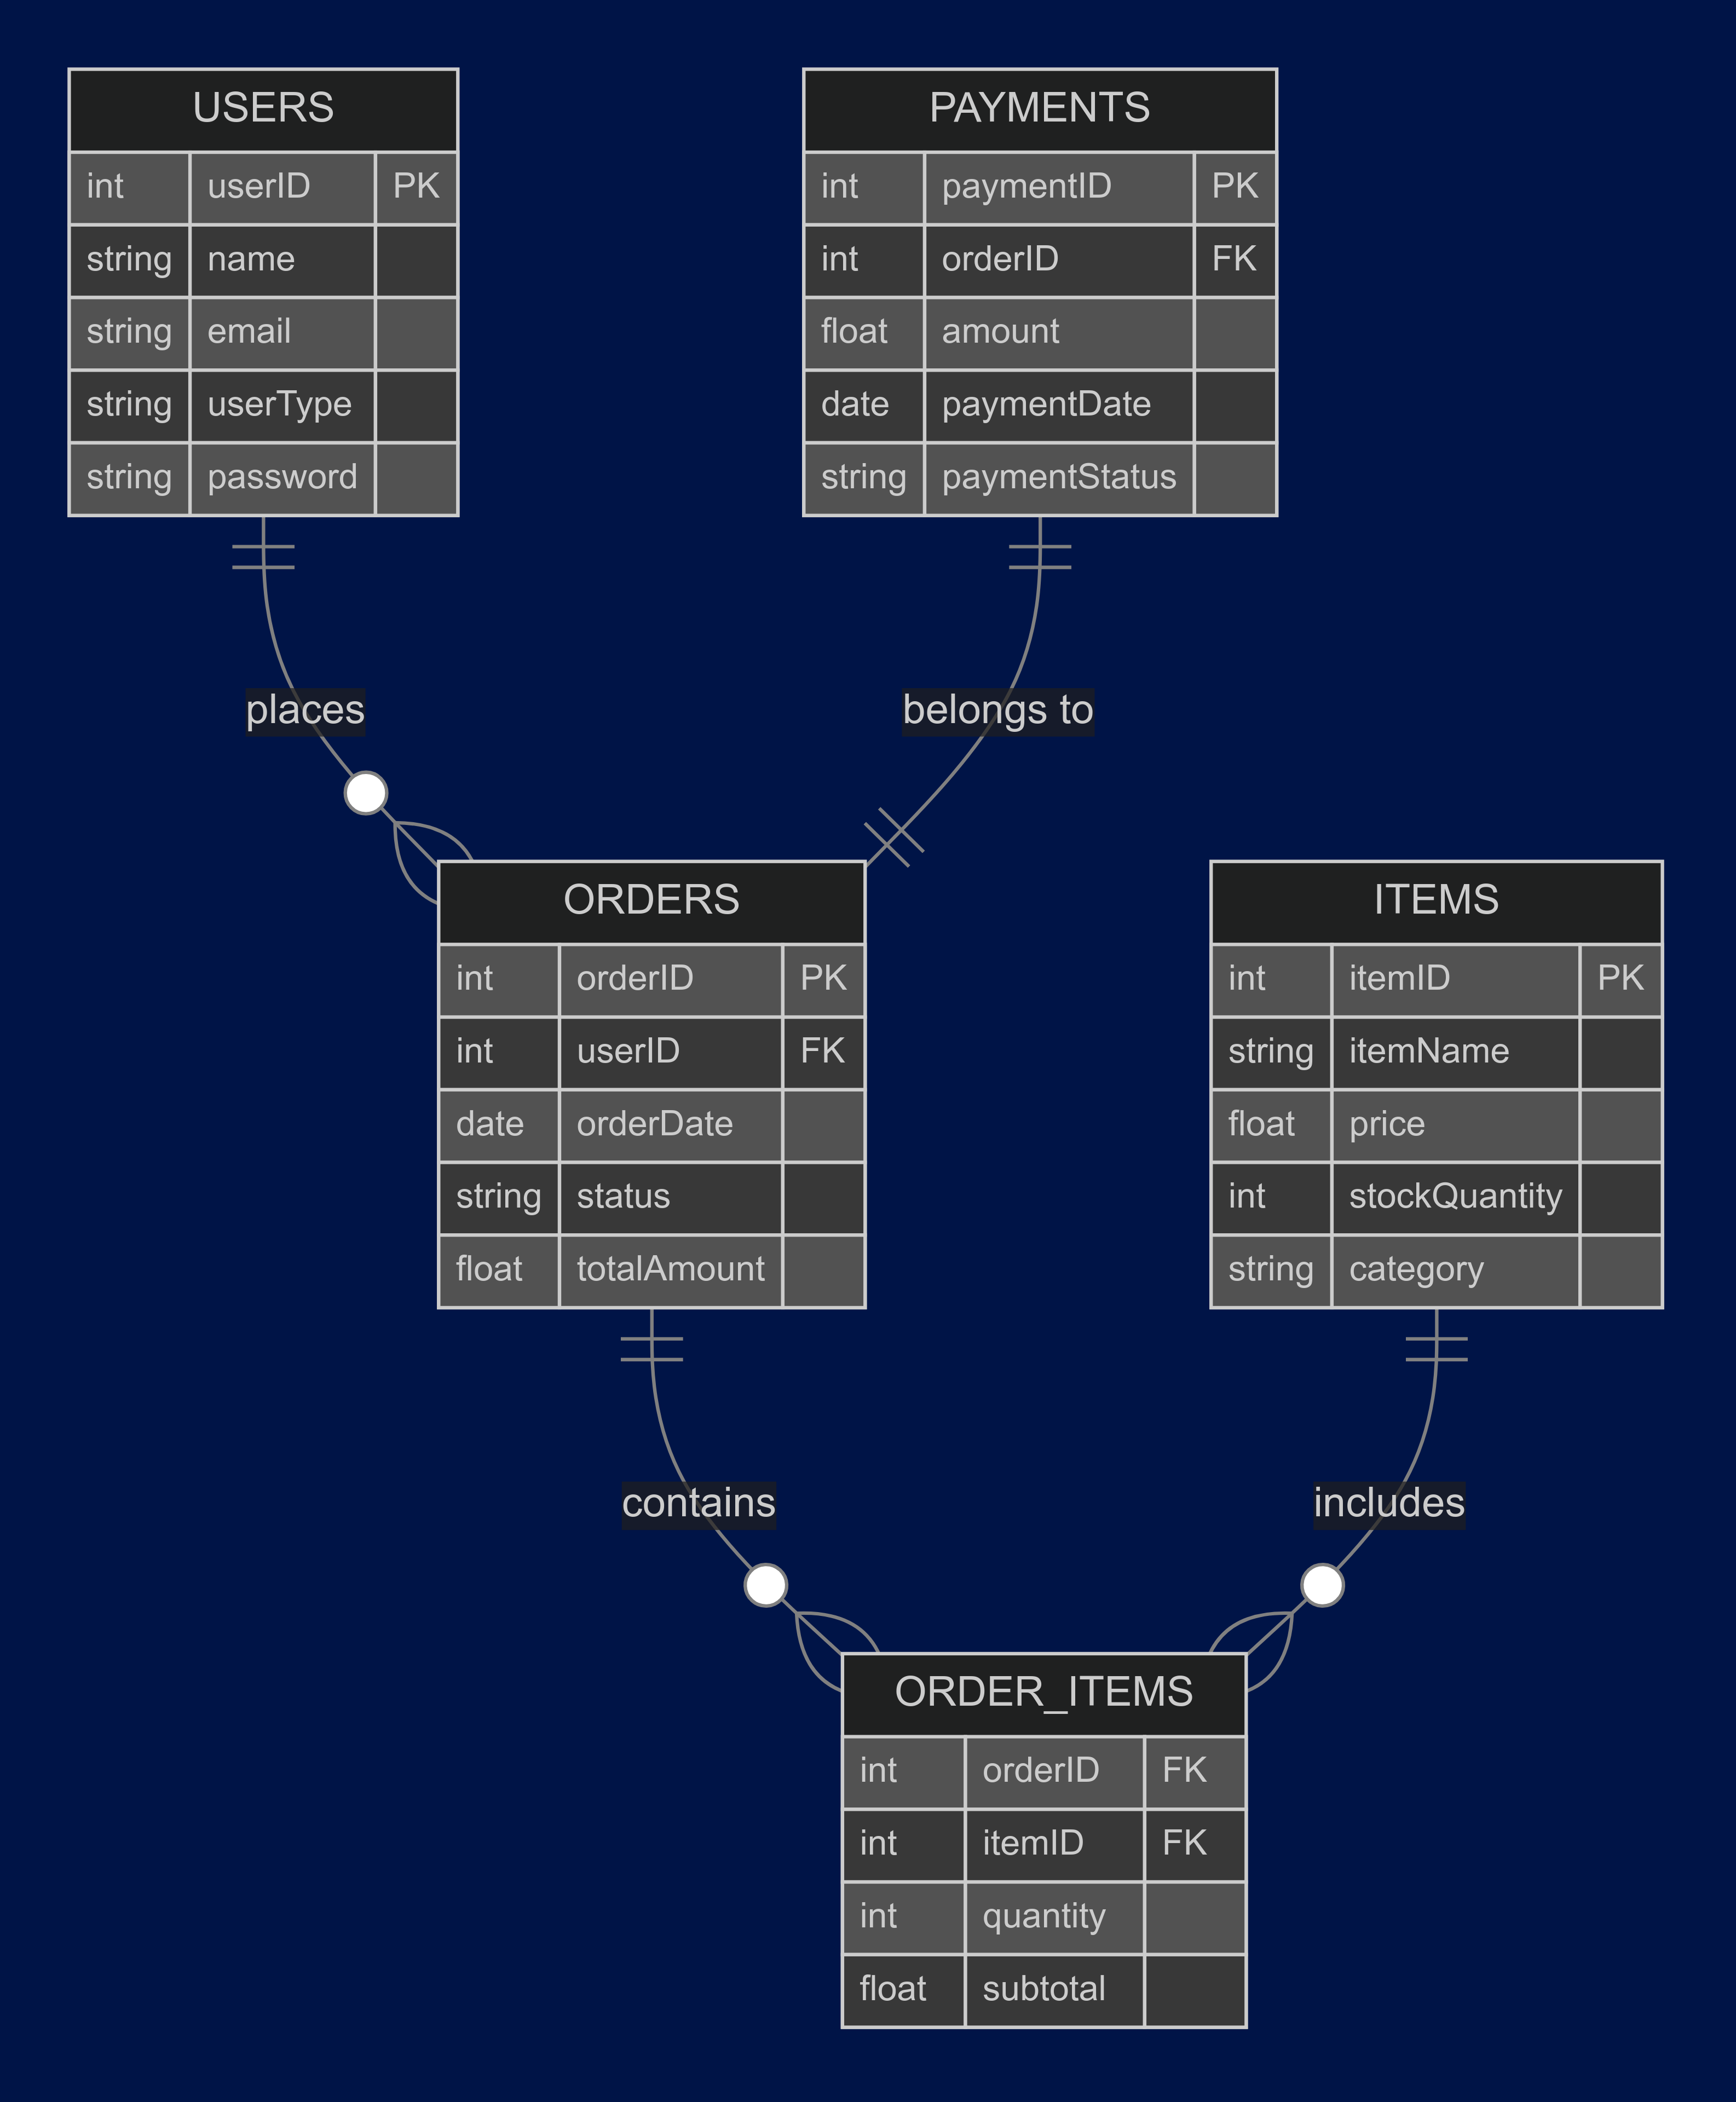 USERS
int userID PK
string name
string email
string userType
string password
PAYMENTS
int paymentID PK
int orderID FK
float amount
date paymentDate
string paymentStatus
places
belongs to
ORDERS
int orderID PK
int userID FK
date orderDate
string status
float totalAmount
ITEMS
int itemID PK
string itemName
float price
int stockQuantity
string category
contains
includes
ORDER_ITEMS
int orderID FK
int itemID FK
int quantity
float subtotal